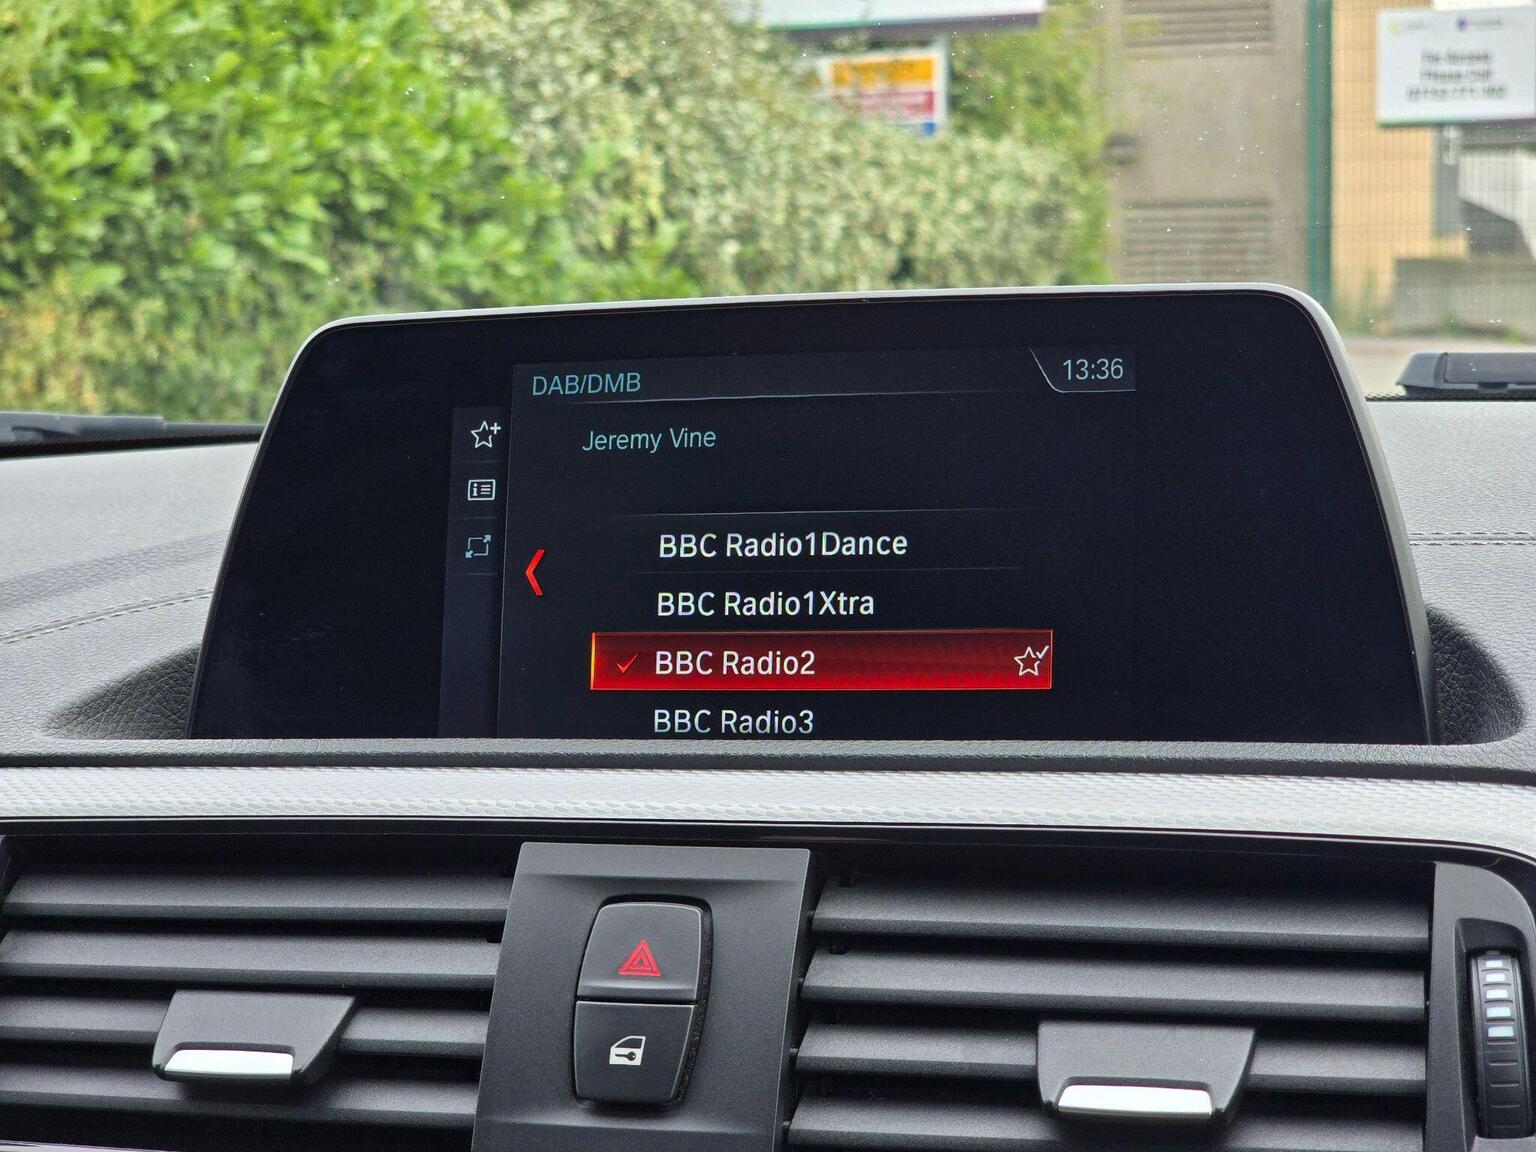 DAB/DMB
13:36
Jeremy Vine
BBC Radio1Dance
BBC Radio1Xtra
BBC Radio2
BBC Radio3